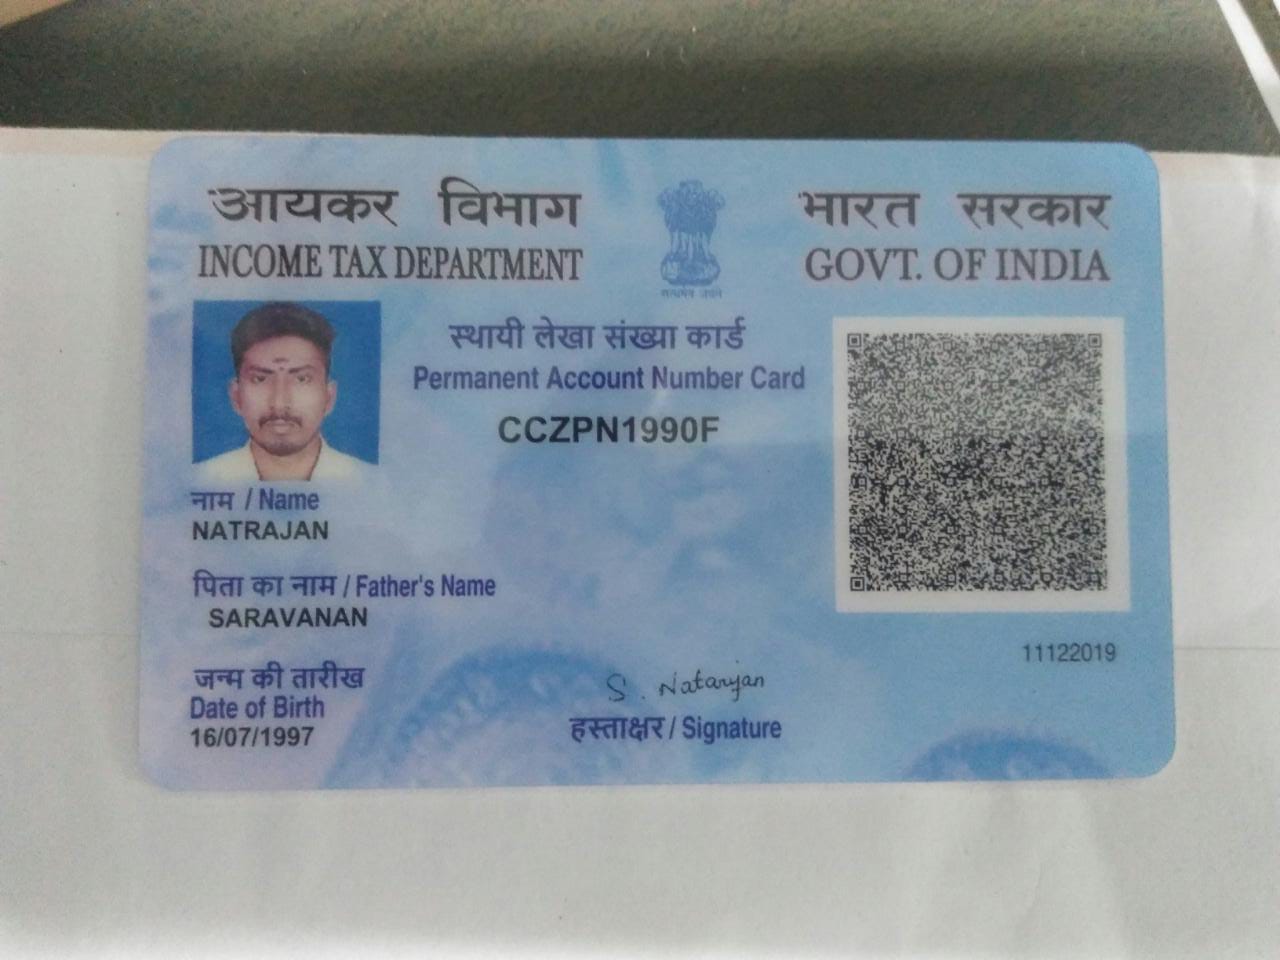 आयकर विभाग
INCOME TAX DEPARTMENT
सत्यमेव जयते
भारत सरकार
GOVT. OF INDIA
स्थायी लेखा संख्या कार्ड
Permanent Account Number Card
CCZPN1990F
नाम / Name
NATRAJAN
पिता का नाम / Father's Name
SARAVANAN
जन्म की तारीख
Date of Birth
16/07/1997
S. Natarjan
हस्ताक्षर / Signature
11122019